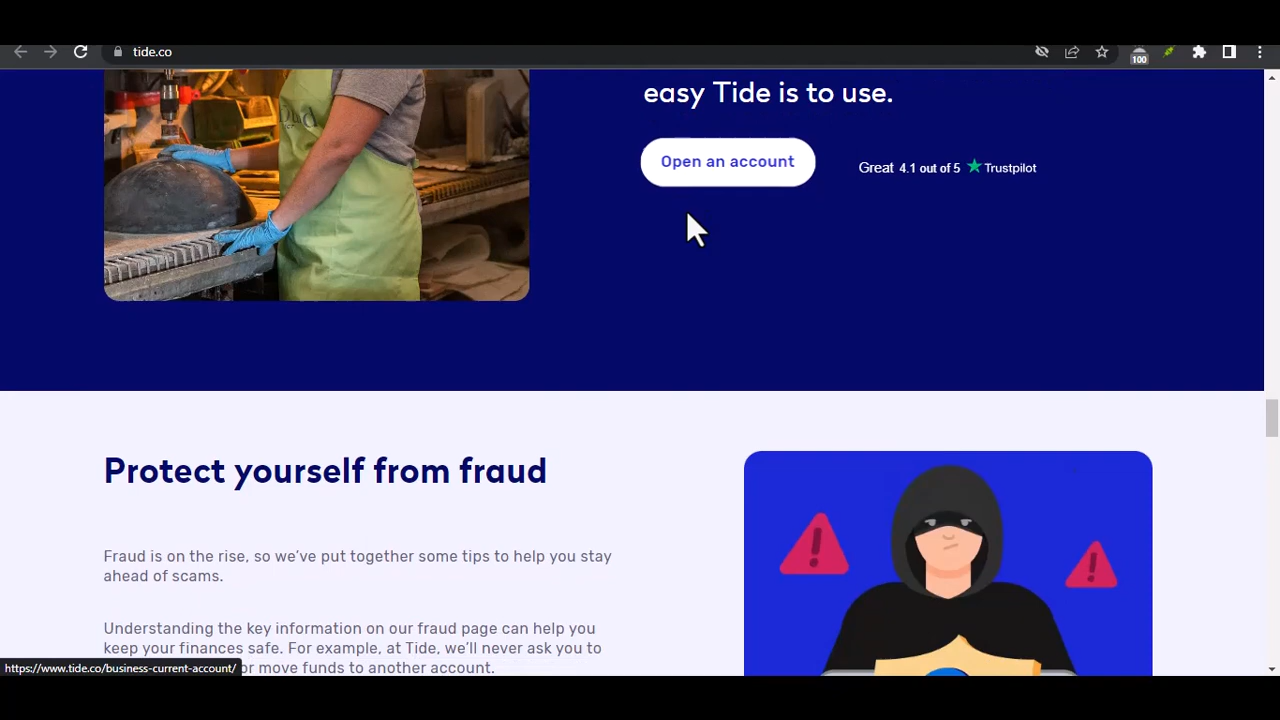 tide.co
100
easy Tide is to use.
Open an account
Great 4.1 out of 5 Trustpilot
Protect yourself from fraud
Fraud is on the rise, so we've put together some tips to help you stay
ahead of scams.
Understanding the key information on our fraud page can help you
keep your finances safe. For example, at Tide, we'll never ask you to
or move funds to another account.
https://www.tide.co/business-current-account/